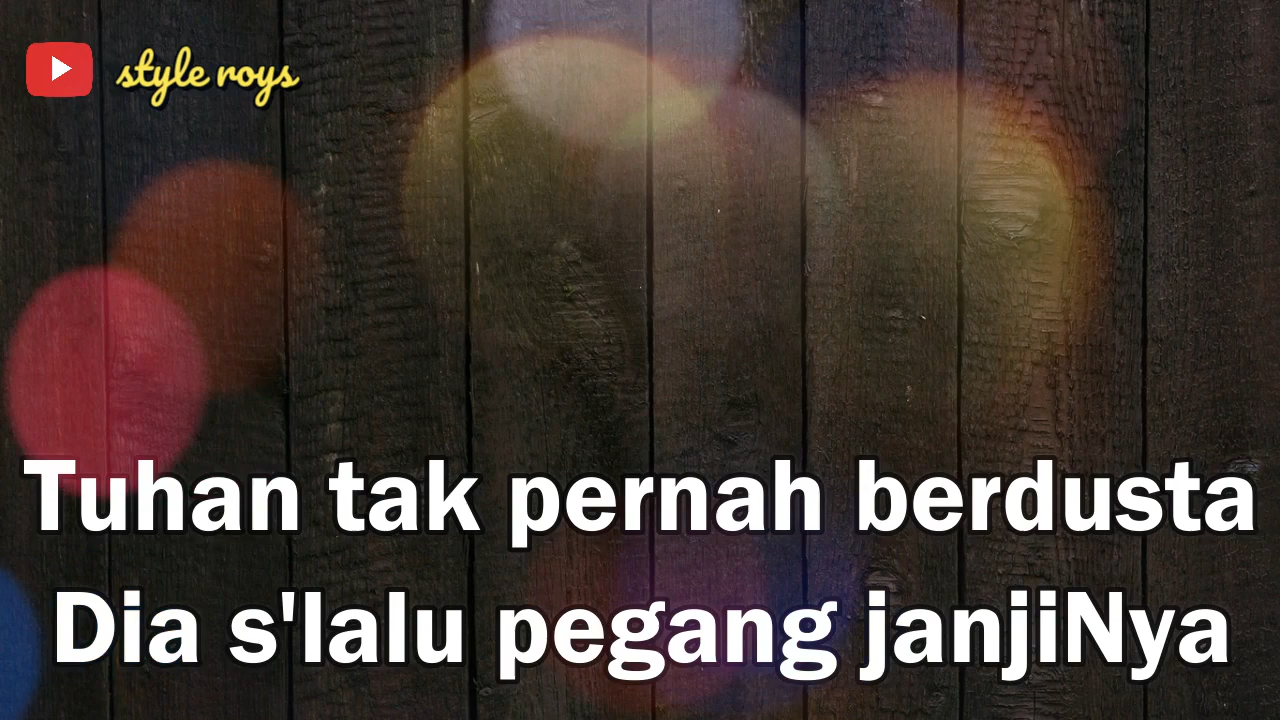 style roys
Tuhan tak pernah berdusta
Dia s'lalu pegang janjiNya